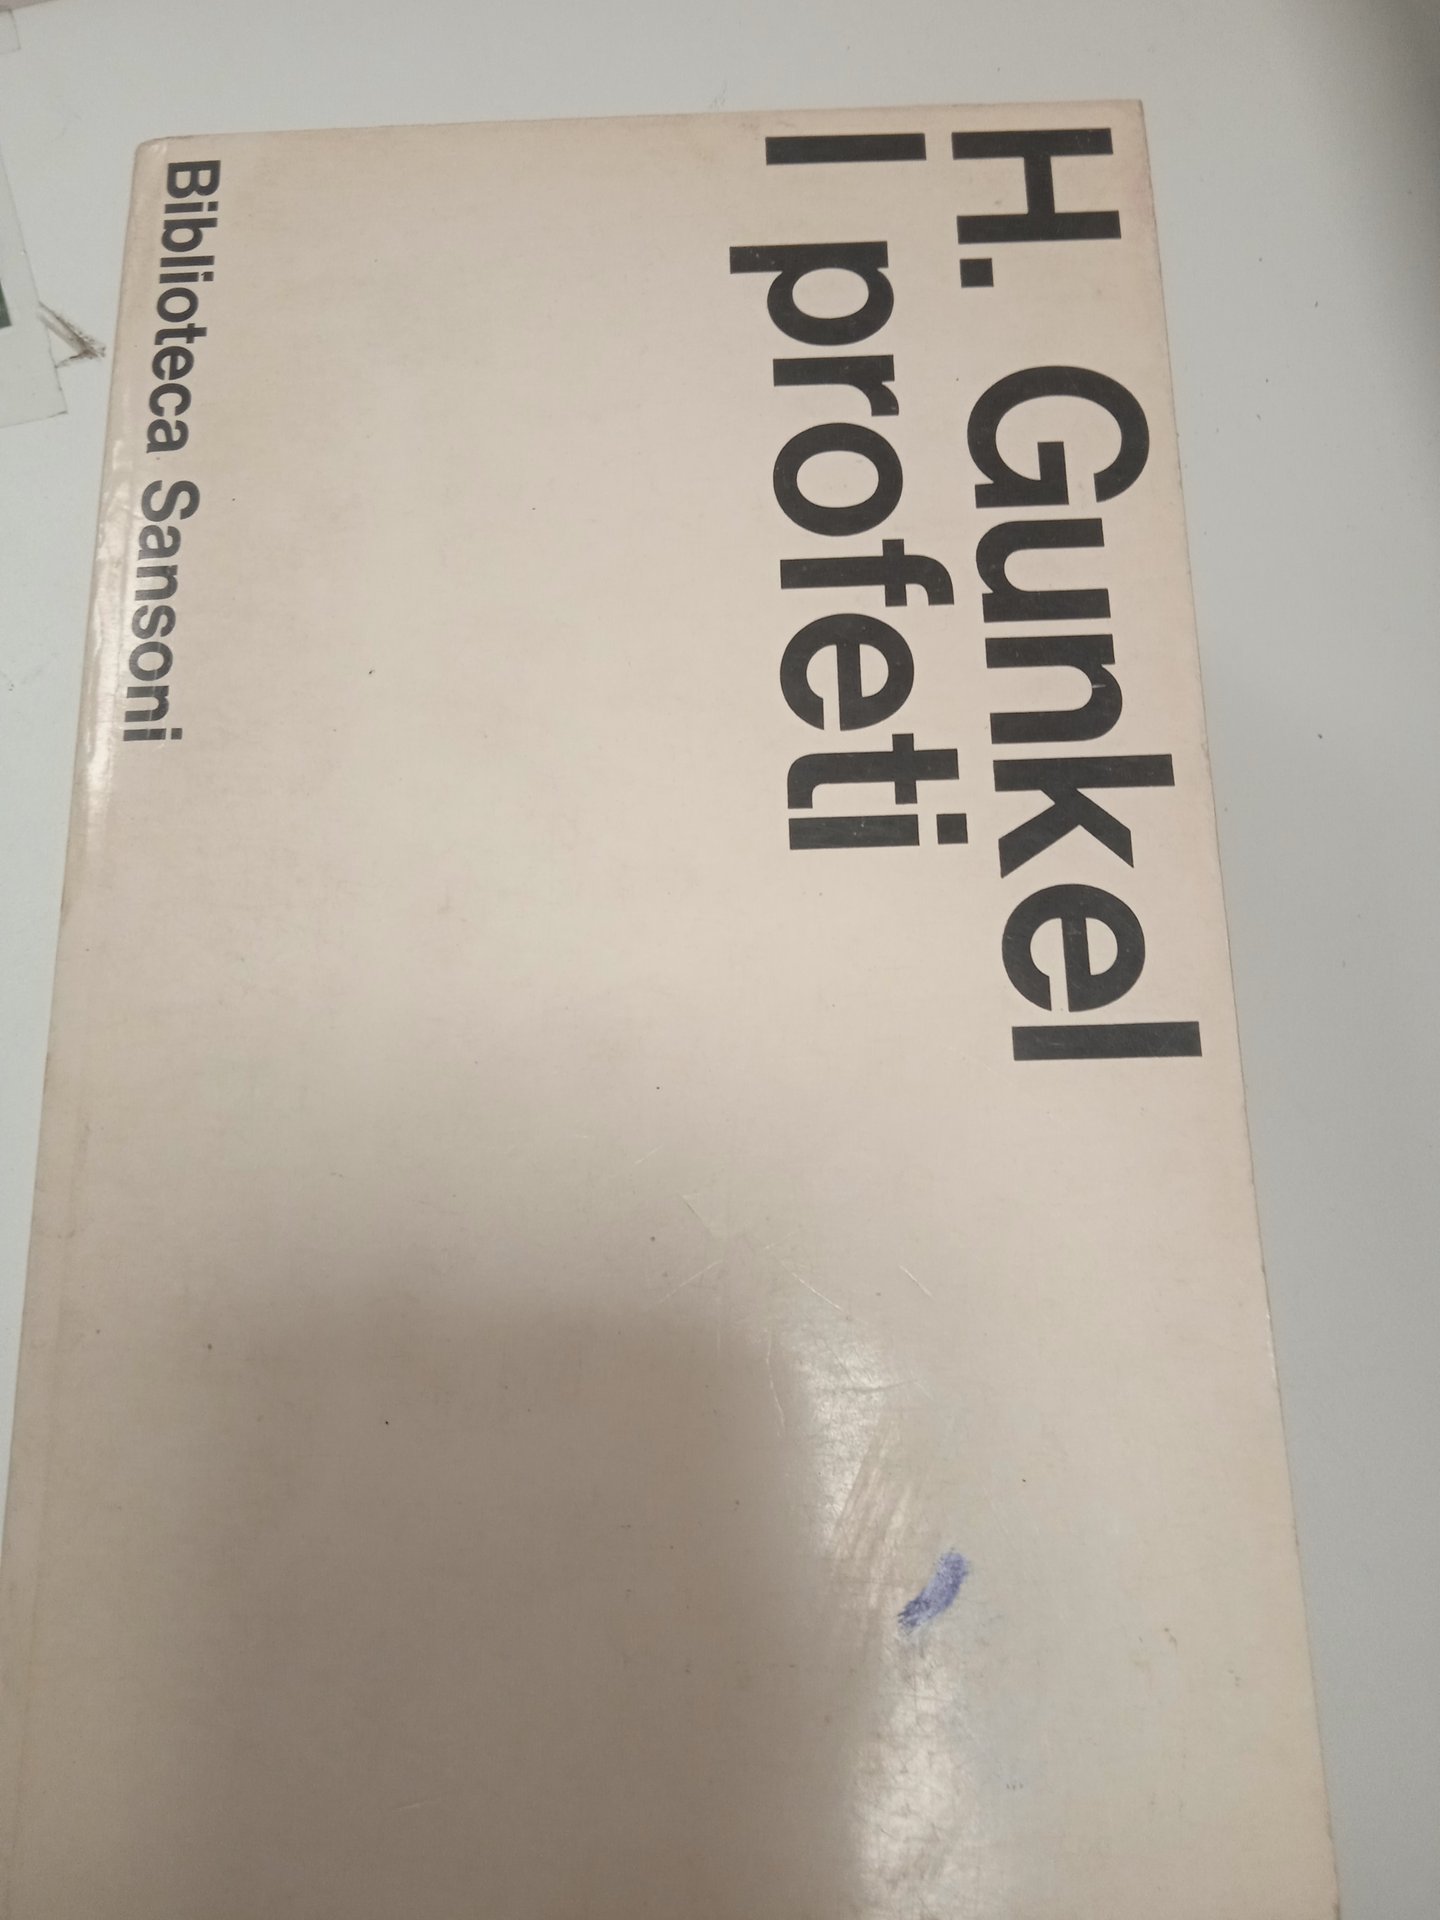 H. Gunkel
I profeti
Biblioteca Sansoni